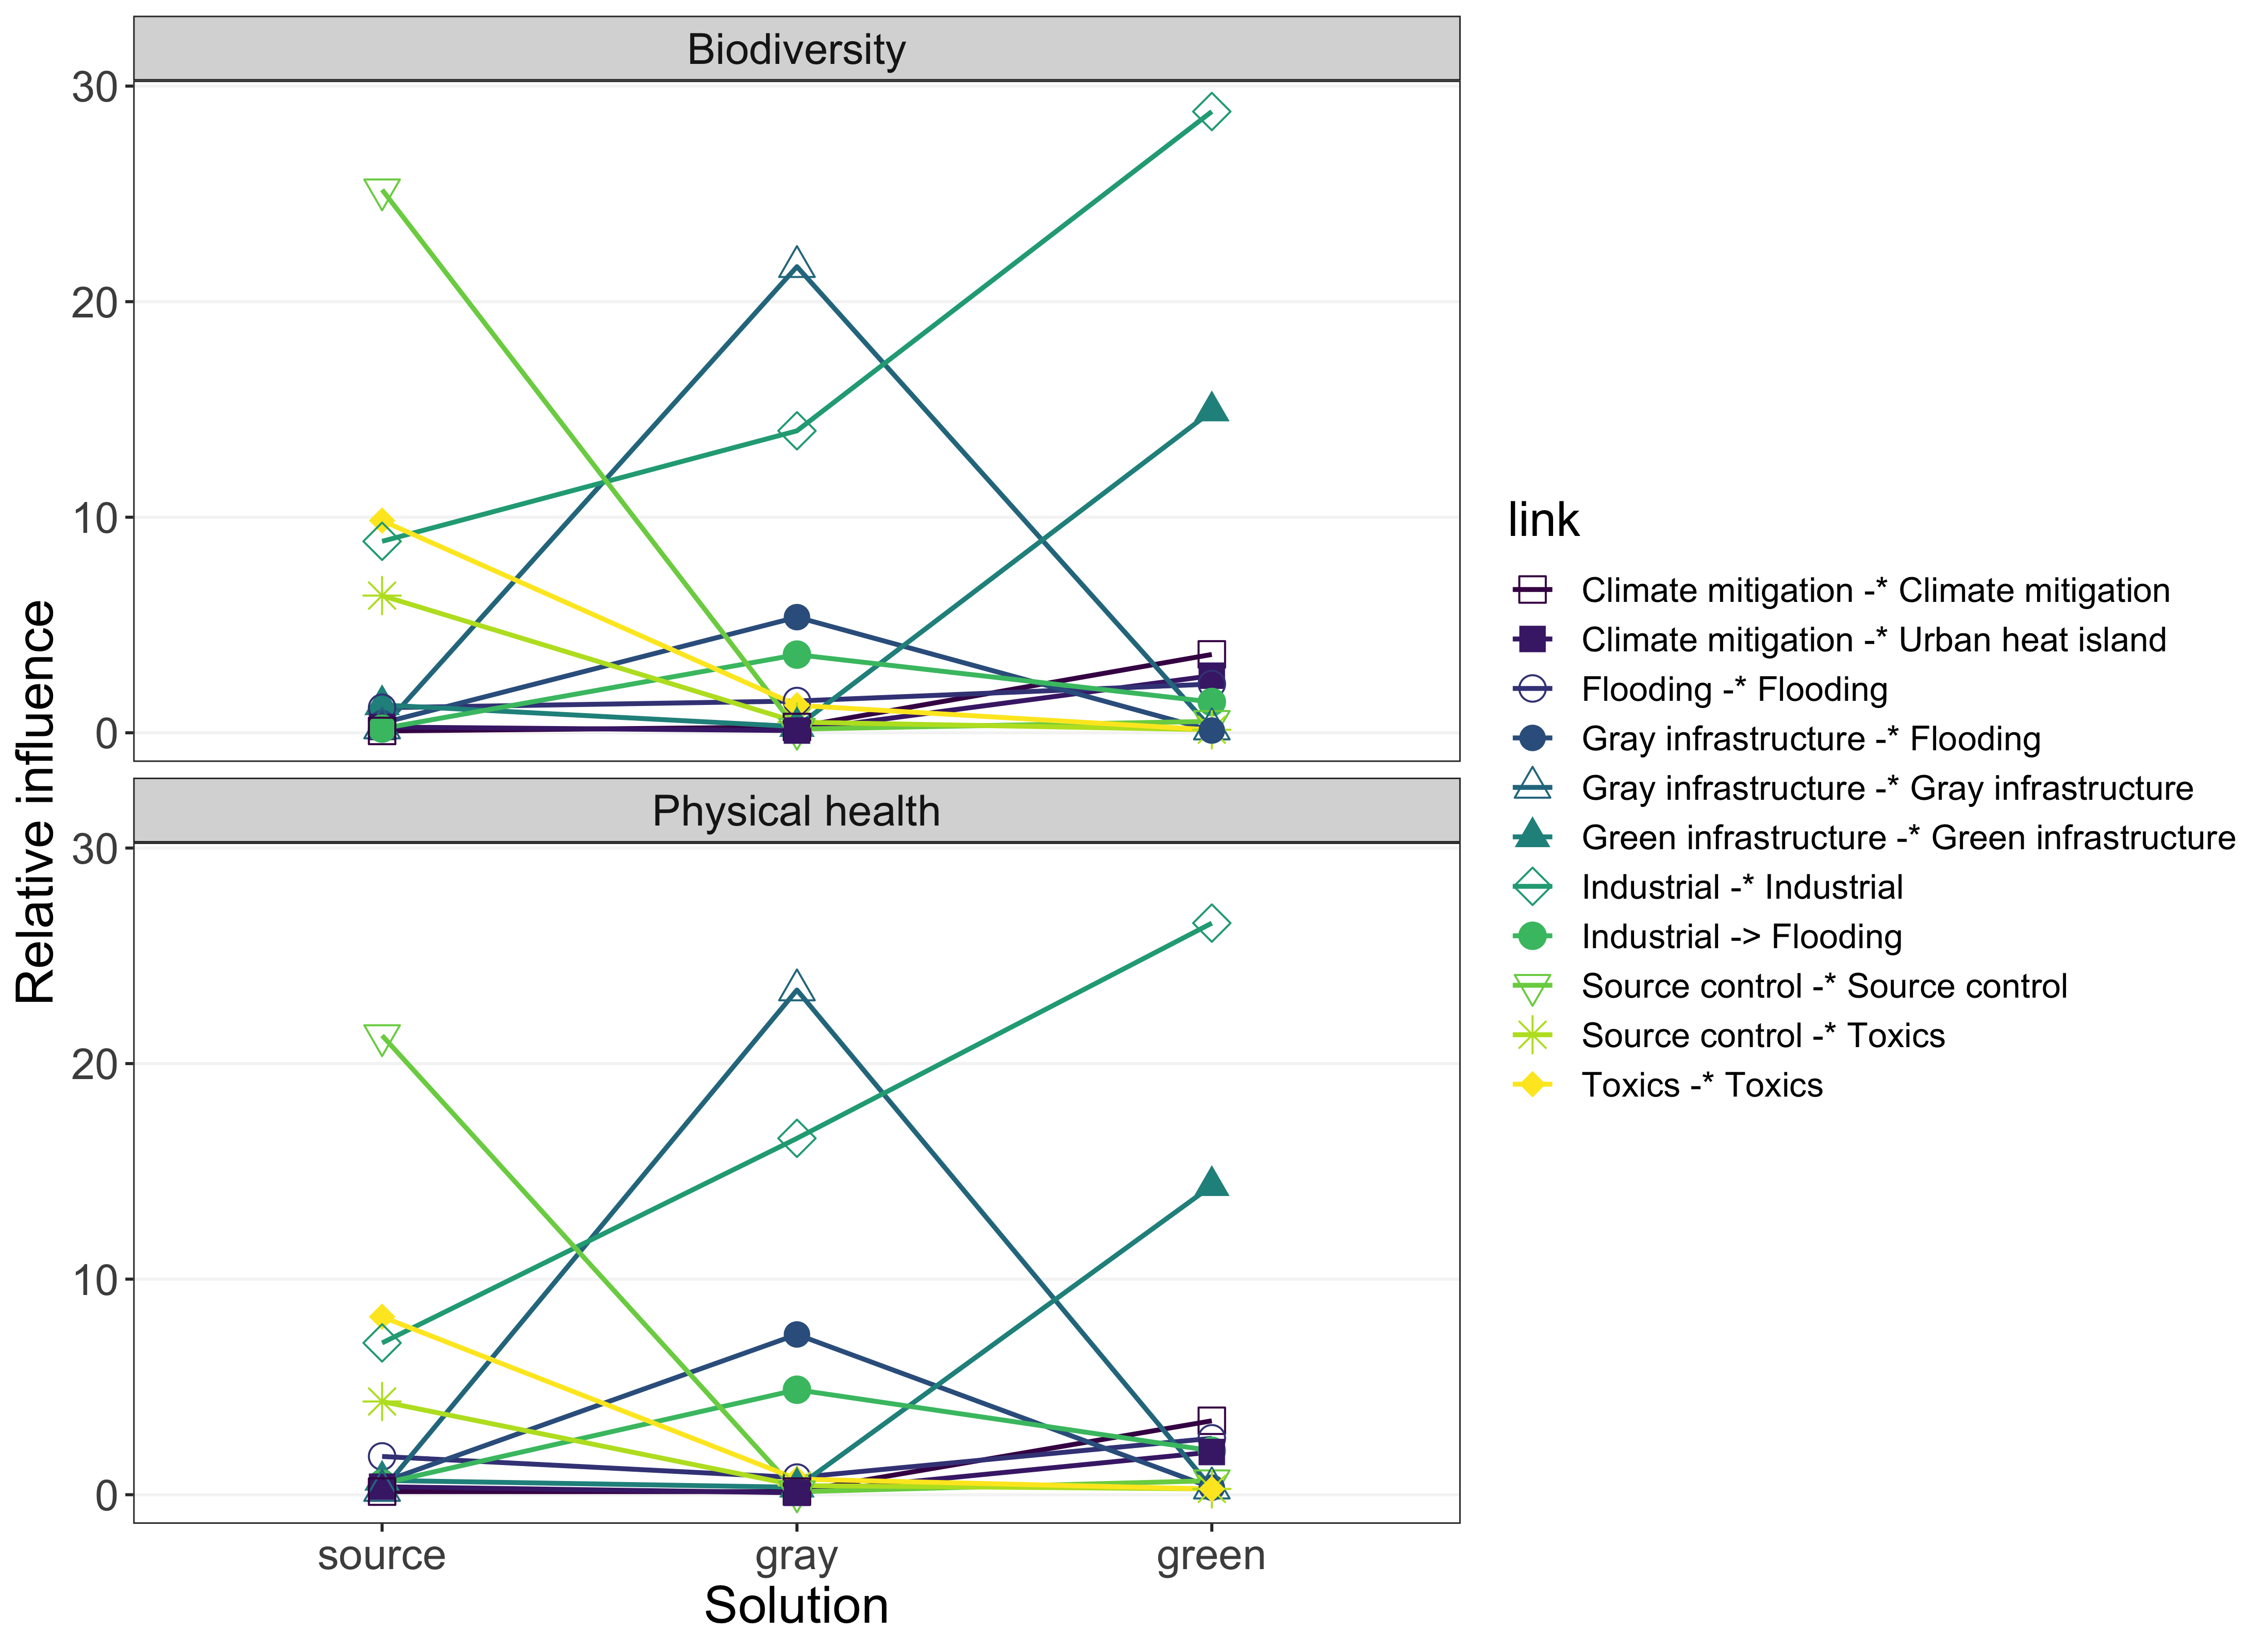 Biodiversity
30
20
10
0
Physical health
30
20
10
0
source gray green
Solution
Relative influence
link
Climate mitigation -* Climate mitigation
Climate mitigation -* Urban heat island
Flooding -* Flooding
Gray infrastructure -* Flooding
Gray infrastructure -* Gray infrastructure
Green infrastructure -* Green infrastructure
Industrial -* Industrial
Industrial -> Flooding
Source control -* Source control
Source control -* Toxics
Toxics -* Toxics